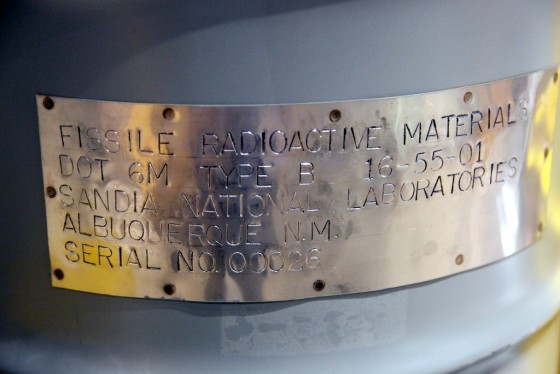 FISSILE RADIOACTIVE MATERIALS
DOT 6M TYPE B 16-55-01
SANDIA NATIONAL LABORATORIES
ALBUQUERQUE N.M.
SERIAL NO. 00026